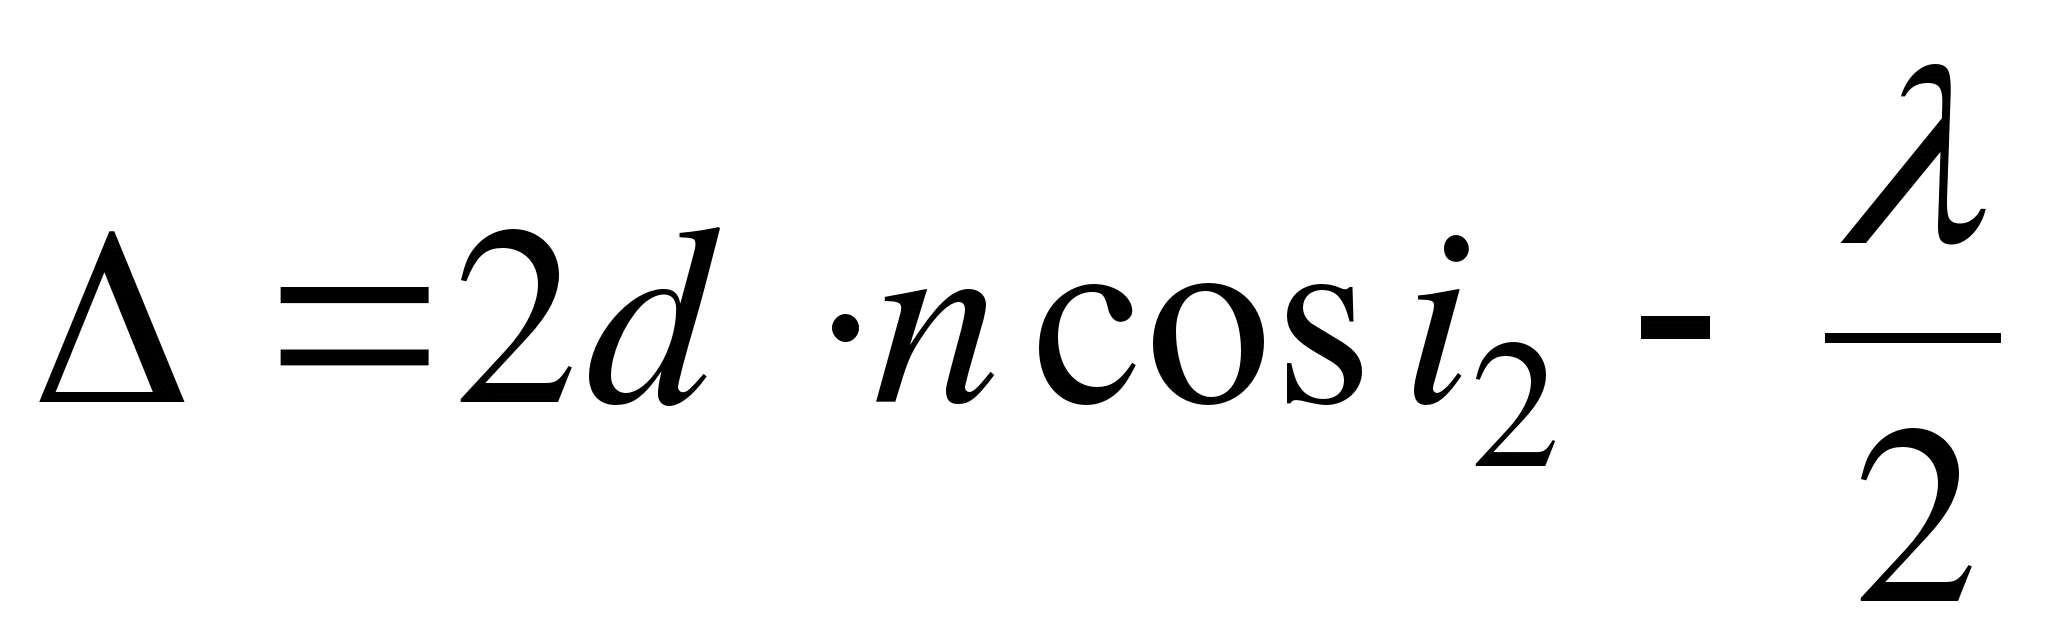 Δ = 2d · n cos i₂ - λ/2